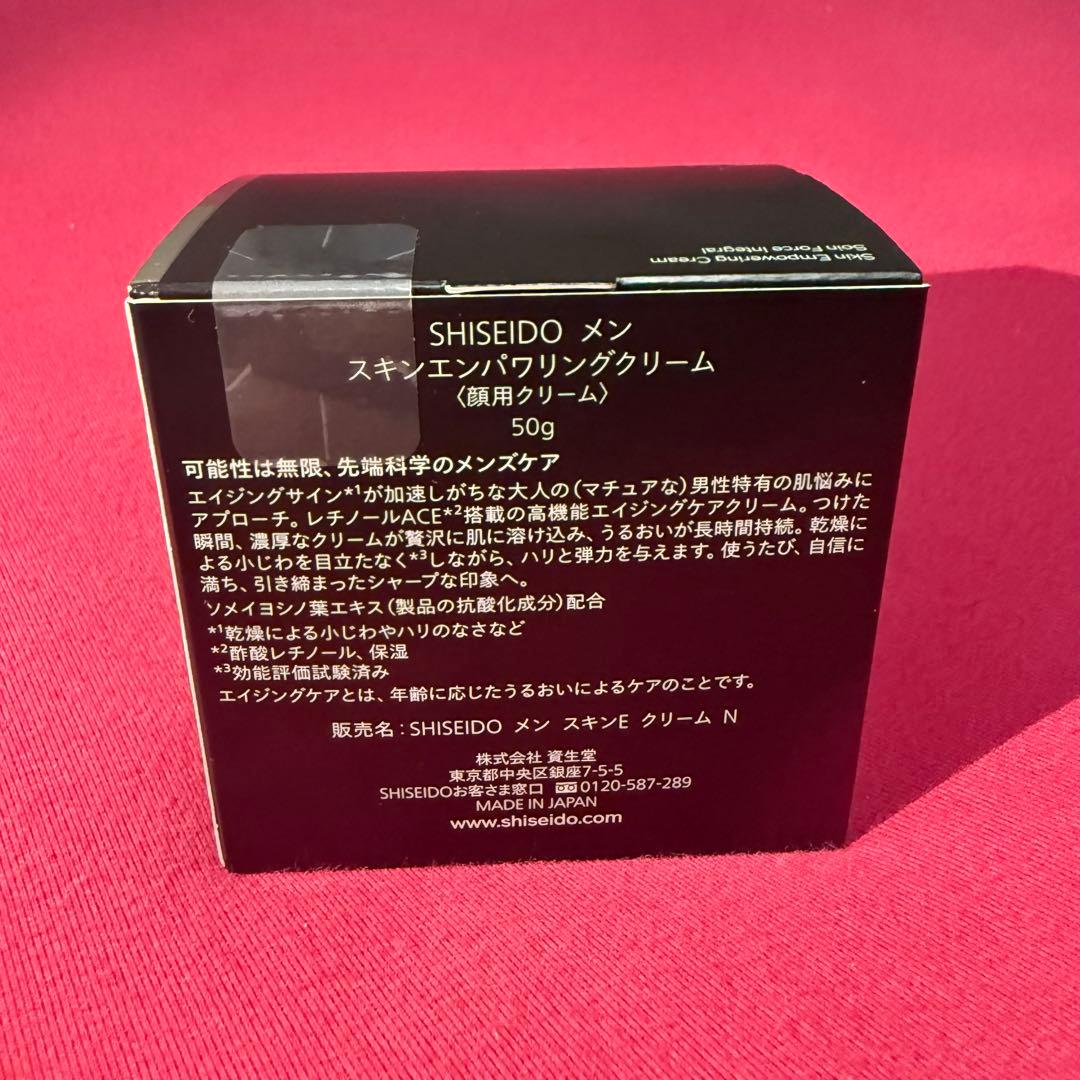 Skin Empowering Cream
Soin Force Intégral
SHISEIDO メン
スキンエンパワリングクリーム
〈顔用クリーム〉
50g
可能性は無限、先端科学のメンズケア
エイジングサイン*1が加速しがちな大人の(マチュアな)男性特有の肌悩みに
アプローチ。レチノールACE*2搭載の高機能エイジングケアクリーム。つけた
瞬間、濃厚なクリームが贅沢に肌に溶け込み、うるおいが長時間持続。乾燥に
よる小じわを目立たなく*3しながら、ハリと弾力を与えます。使うたび、自信に
満ち、引き締まったシャープな印象へ。
ソメイヨシノ葉エキス(製品の抗酸化成分)配合
*1乾燥による小じわやハリのなさなど
*2酢酸レチノール、保湿
*3効能評価試験済み
エイジングケアとは、年齢に応じたうるおいによるケアのことです。
販売名:SHISEIDO メン スキンE クリーム N
株式会社 資生堂
東京都中央区銀座7-5-5
SHISEIDOお客さま窓口 0120-587-289
MADE IN JAPAN
www.shiseido.com